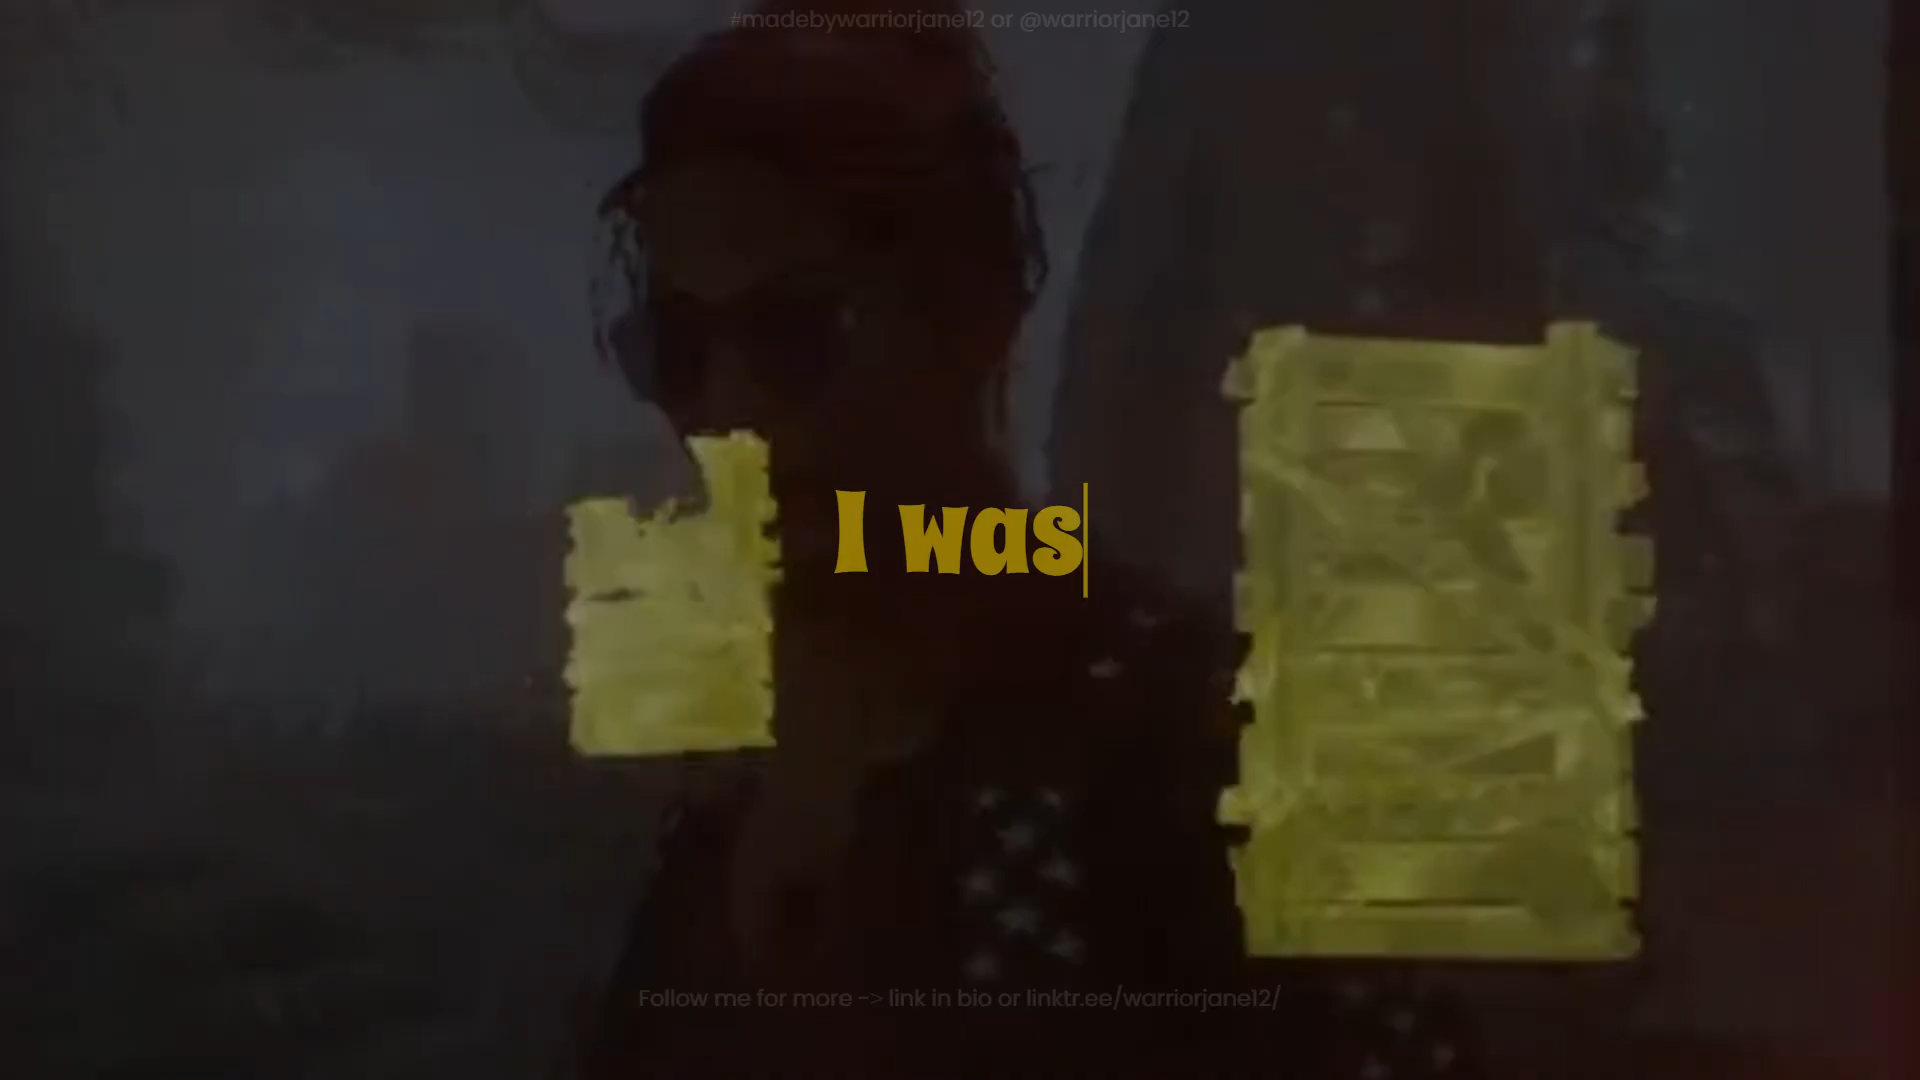 #madebywarriorjane12 or @warriorjane12
I was
Follow me for more -> link in bio or linktr.ee/warriorjane12/